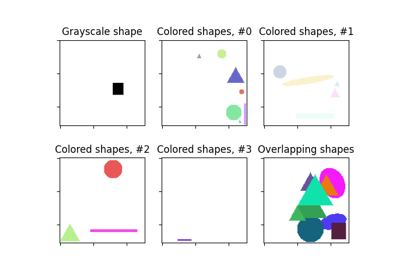 Grayscale shape
Colored shapes, #0
Colored shapes, #1
Colored shapes, #2
Colored shapes, #3
Overlapping shapes